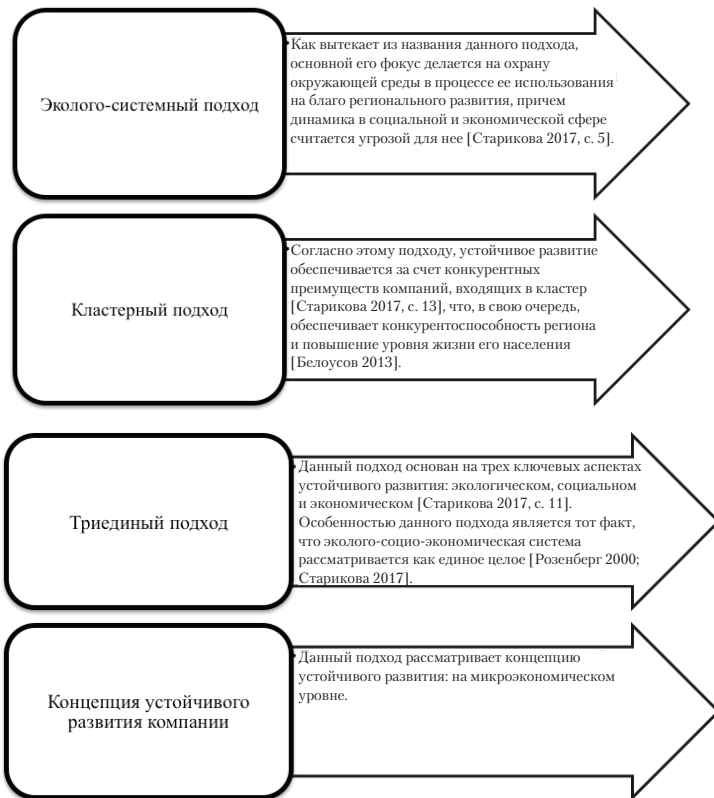 Эколого-системный подход
•Как вытекает из названия данного подхода,
основной его фокус делается на охрану
окружающей среды в процессе ее использования
на благо регионального развития, причем
динамика в социальной и экономической сфере
считается угрозой для нее [Старикова 2017, с. 5].
Кластерный подход
•Согласно этому подходу, устойчивое развитие
обеспечивается за счет конкурентных
преимуществ компаний, входящих в кластер
[Старикова 2017, с. 13], что, в свою очередь,
обеспечивает конкурентоспособность региона
и повышение уровня жизни его населения
[Белоусов 2013].
Триединый подход
•Данный подход основан на трех ключевых аспектах
устойчивого развития: экологическом, социальном
и экономическом [Старикова 2017, с. 11].
Особенностью данного подхода является тот факт,
что эколого-социо-экономическая система
рассматривается как единое целое [Розенберг 2000;
Старикова 2017].
Концепция устойчивого
развития компании
•Данный подход рассматривает концепцию
устойчивого развития: на микроэкономическом
уровне.